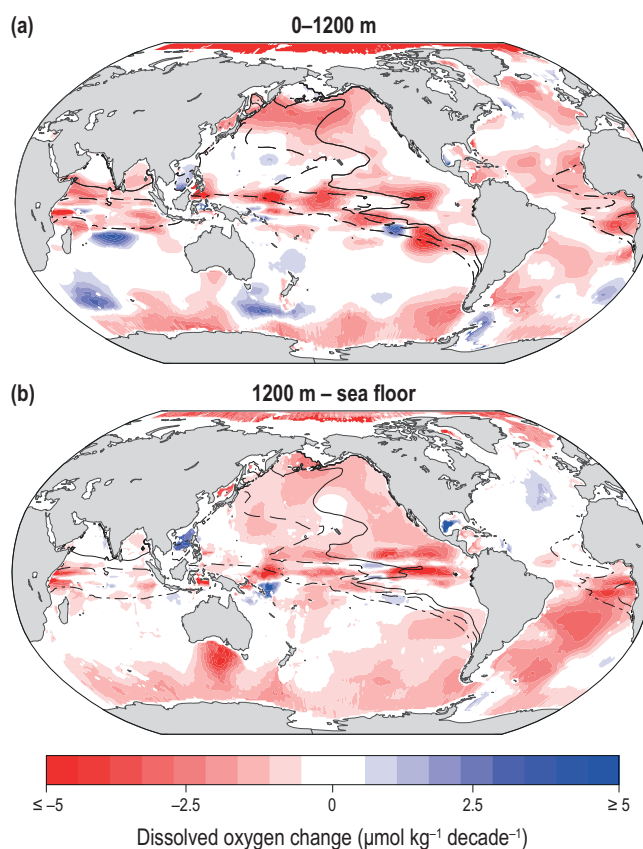 (a)
0–1200 m
(b)
1200 m – sea floor
≤ –5
–2.5
0
2.5
≥ 5
Dissolved oxygen change (μmol kg⁻¹ decade⁻¹)